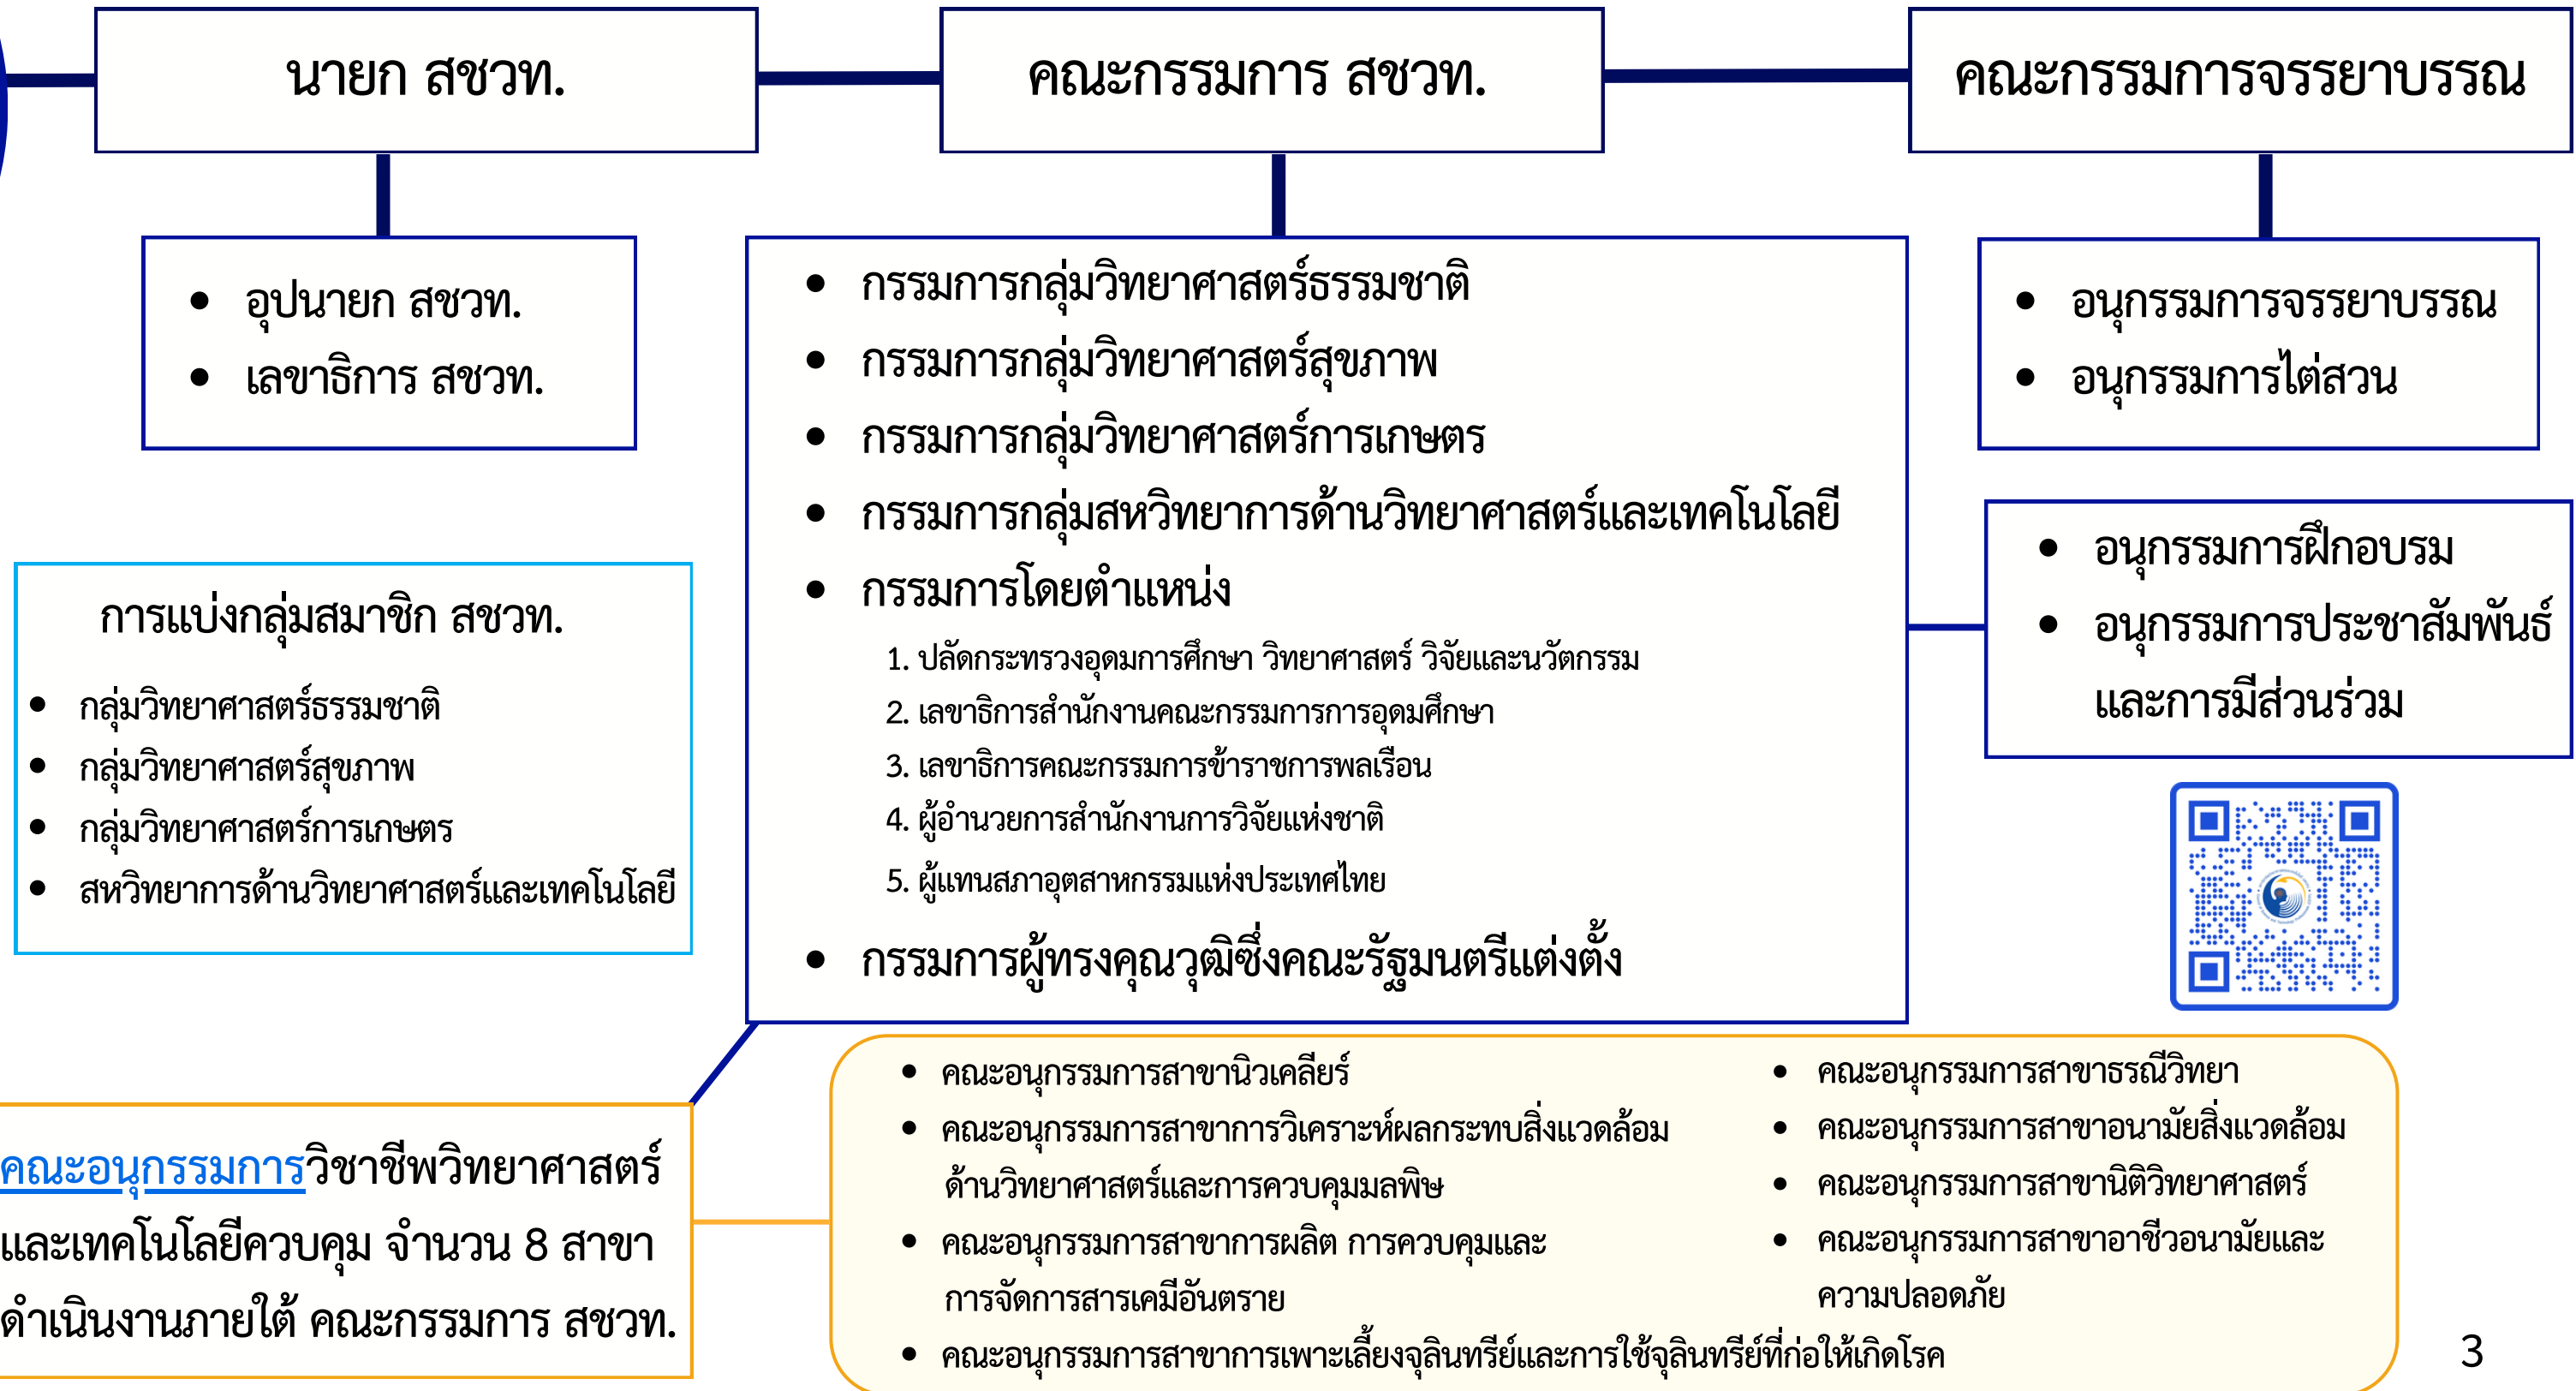 นายก สชวท.
คณะกรรมการ สชวท.
คณะกรรมการจรรยาบรรณ
• อุปนายก สชวท.
• เลขาธิการ สชวท.
• กรรมการกลุ่มวิทยาศาสตร์ธรรมชาติ
• กรรมการกลุ่มวิทยาศาสตร์สุขภาพ
• กรรมการกลุ่มวิทยาศาสตร์การเกษตร
• กรรมการกลุ่มสหวิทยาการด้านวิทยาศาสตร์และเทคโนโลยี
• กรรมการโดยตำแหน่ง
1. ปลัดกระทรวงอุดมการศึกษา วิทยาศาสตร์ วิจัยและนวัตกรรม
2. เลขาธิการสำนักงานคณะกรรมการการอุดมศึกษา
3. เลขาธิการคณะกรรมการข้าราชการพลเรือน
4. ผู้อำนวยการสำนักงานการวิจัยแห่งชาติ
5. ผู้แทนสภาอุตสาหกรรมแห่งประเทศไทย
• กรรมการผู้ทรงคุณวุฒิซึ่งคณะรัฐมนตรีแต่งตั้ง
• อนุกรรมการจรรยาบรรณ
• อนุกรรมการไต่สวน
• อนุกรรมการฝึกอบรม
• อนุกรรมการประชาสัมพันธ์
และการมีส่วนร่วม
การแบ่งกลุ่มสมาชิก สชวท.
• กลุ่มวิทยาศาสตร์ธรรมชาติ
• กลุ่มวิทยาศาสตร์สุขภาพ
• กลุ่มวิทยาศาสตร์การเกษตร
• สหวิทยาการด้านวิทยาศาสตร์และเทคโนโลยี
คณะอนุกรรมการวิชาชีพวิทยาศาสตร์
และเทคโนโลยีควบคุม จำนวน 8 สาขา
ดำเนินงานภายใต้ คณะกรรมการ สชวท.
• คณะอนุกรรมการสาขานิวเคลียร์
• คณะอนุกรรมการสาขาการวิเคราะห์ผลกระทบสิ่งแวดล้อม
ด้านวิทยาศาสตร์และการควบคุมมลพิษ
• คณะอนุกรรมการสาขาการผลิต การควบคุมและ
การจัดการสารเคมีอันตราย
• คณะอนุกรรมการสาขาการเพาะเลี้ยงจุลินทรีย์และการใช้จุลินทรีย์ที่ก่อให้เกิดโรค
• คณะอนุกรรมการสาขาธรณีวิทยา
• คณะอนุกรรมการสาขาอนามัยสิ่งแวดล้อม
• คณะอนุกรรมการสาขานิติวิทยาศาสตร์
• คณะอนุกรรมการสาขาอาชีวอนามัยและ
ความปลอดภัย
3